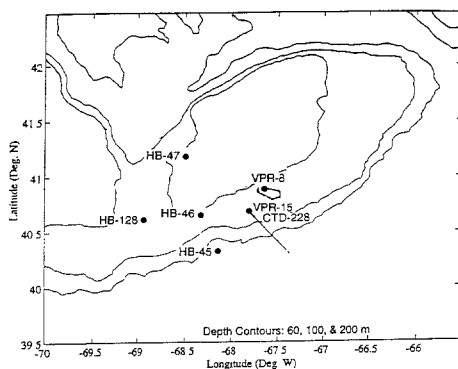 42
41.5
41
40.5
40
39 5
Latitude (Deg. N)
HB-47
VPR-8
HB-128
HB-46
VPR-15
CTD-228
HB-45
Depth Contours: 60, 100, & 200 m
-70
-69.5
-69
-68.5
-68
-67.5
-67
-66.5
-66
Longitude (Deg W)